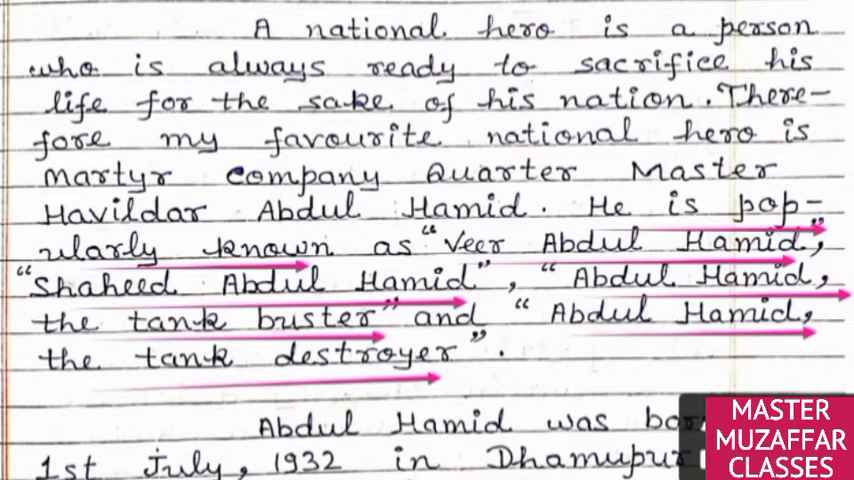 A national hero is a person
who is always ready to sacrifice his
life for the sake of his nation. There-
fore my favourite national hero is
martyr company Quarter Master
Havildar Abdul Hamid. He is pop-
ularly known as "Veer Abdul Hamid",
"Shaheed Abdul Hamid", "Abdul Hamid,
the tank buster" and "Abdul Hamid,
the tank destroyer".
Abdul Hamid was
1st July, 1932 in Dhamupur
MASTER
MUZAFFAR
CLASSES